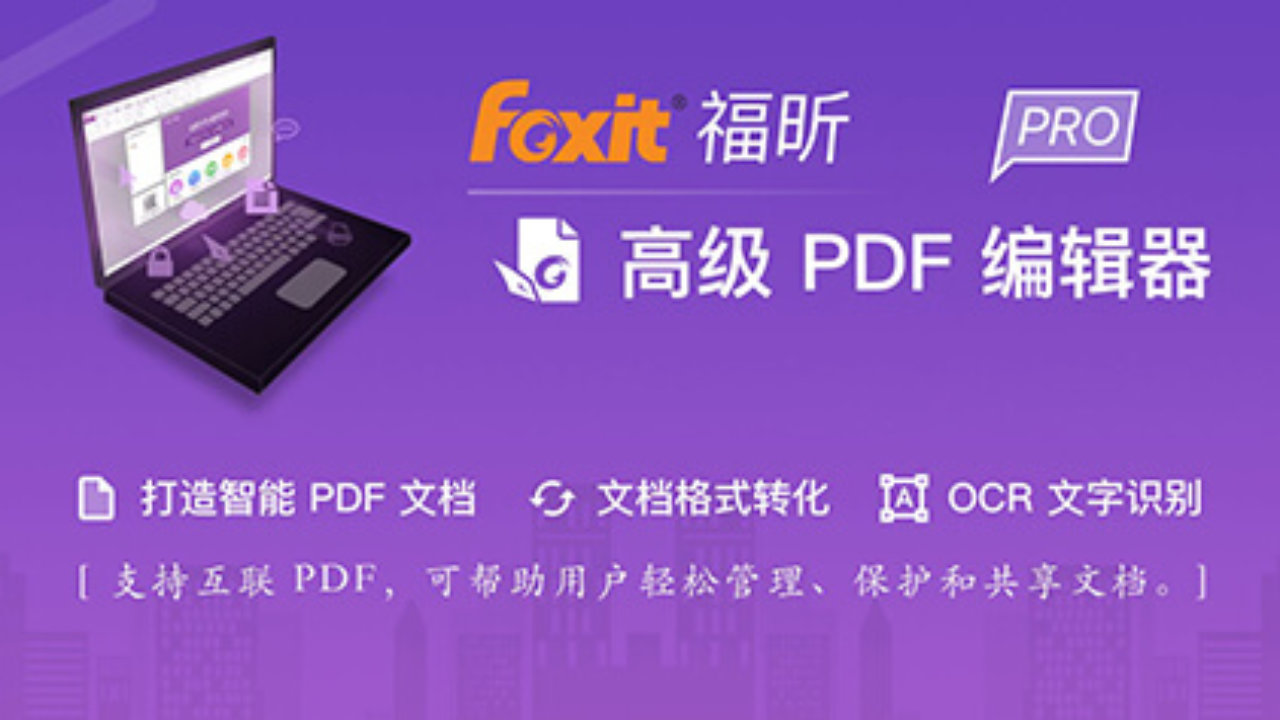 Foxit® 福昕
PRO
高级 PDF 编辑器
打造智能 PDF 文档
文档格式转化
A
OCR 文字识别
[ 支持互联 PDF，可帮助用户轻松管理、保护和共享文档。]